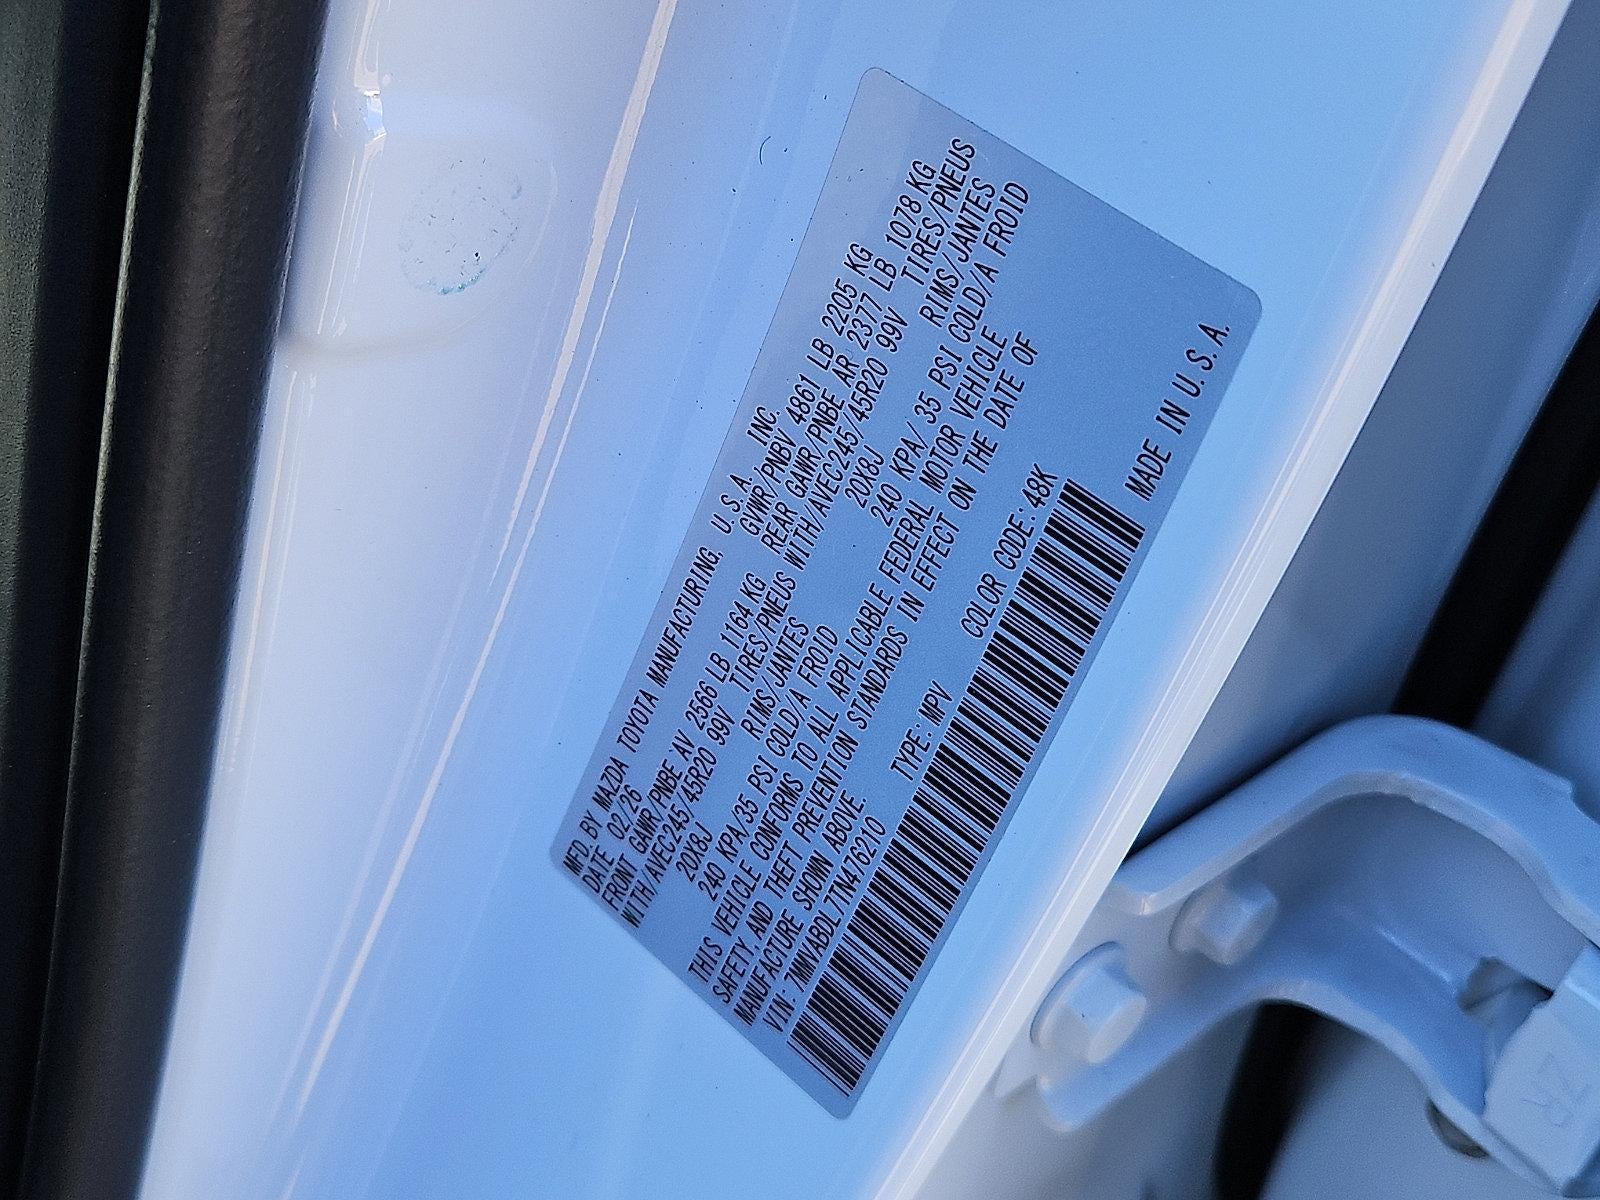 MFD. BY MAZDA TOYOTA MANUFACTURING, U.S.A. INC.
DATE 02/26 GVWR/PNBV 4861 LB 2205 KG
FRONT GAWR/PNBE AV 2566 LB 1164 KG REAR GAWR/PNBE AR 2377 LB 1078 KG
WITH/AVEC245/45R20 99V TIRES/PNEUS WITH/AVEC245/45R20 99V TIRES/PNEUS
20X8J RIMS/JANTES 20X8J RIMS/JANTES
240 KPA/35 PSI COLD/A FROID 240 KPA/ 35 PSI COLD/A FROID
THIS VEHICLE CONFORMS TO ALL APPLICABLE FEDERAL MOTOR VEHICLE
SAFETY, AND THEFT PREVENTION STANDARDS IN EFFECT ON THE DATE OF
MANUFACTURE SHOWN ABOVE.
VIN: 7MMVABDL7TN476210 TYPE: MPV COLOR CODE: 48K
MADE IN U.S.A.